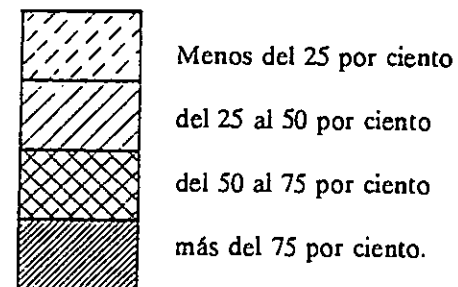 Menos del 25 por ciento
del 25 al 50 por ciento
del 50 al 75 por ciento
más del 75 por ciento.